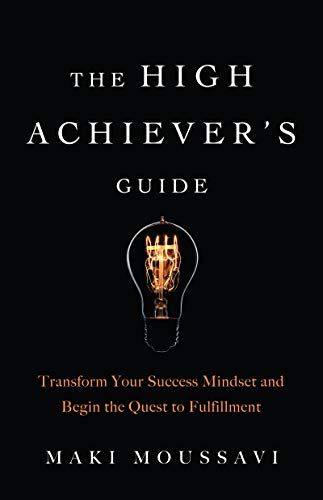 THE HIGH
ACHIEVER'S
GUIDE
Transform Your Success Mindset and
Begin the Quest to Fulfillment
MAKI MOUSSAVI